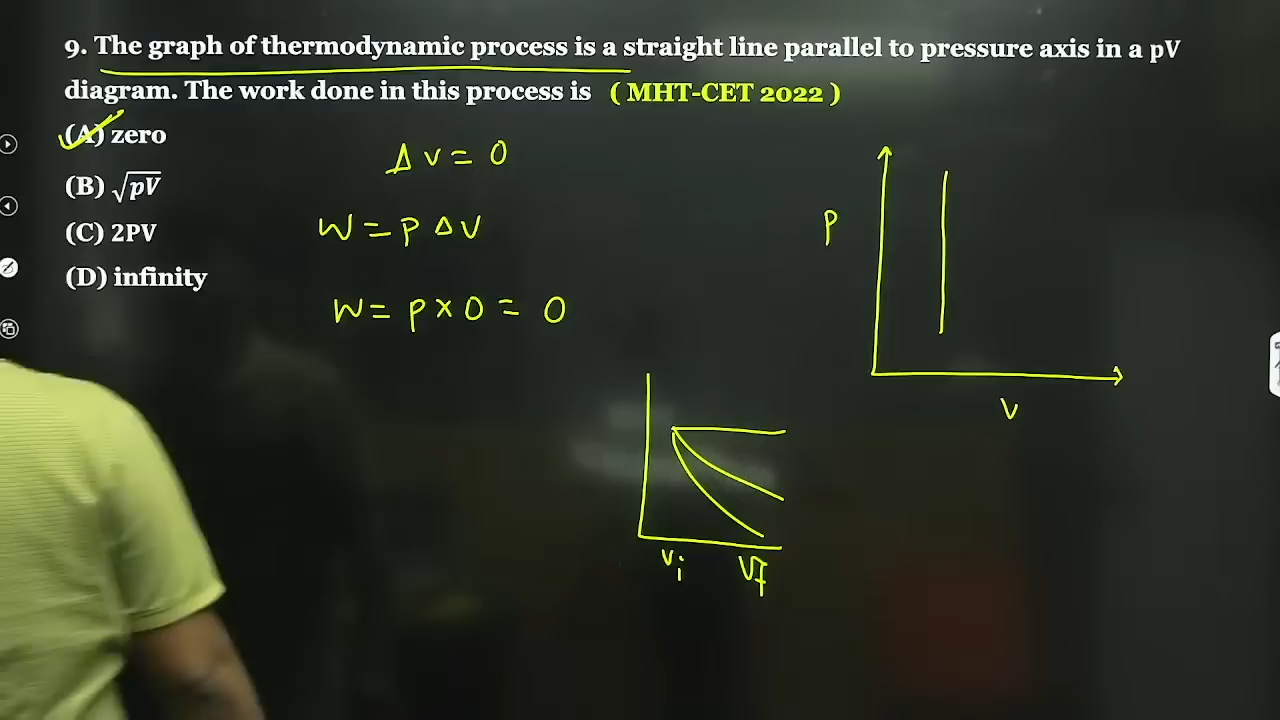 9. The graph of thermodynamic process is a straight line parallel to pressure axis in a pV
diagram. The work done in this process is ( MHT-CET 2022 )
(A) zero
(B) √pV
(C) 2PV
(D) infinity
Δv = 0
W = P Δv
W = P × 0 = 0
P
v
vi vf